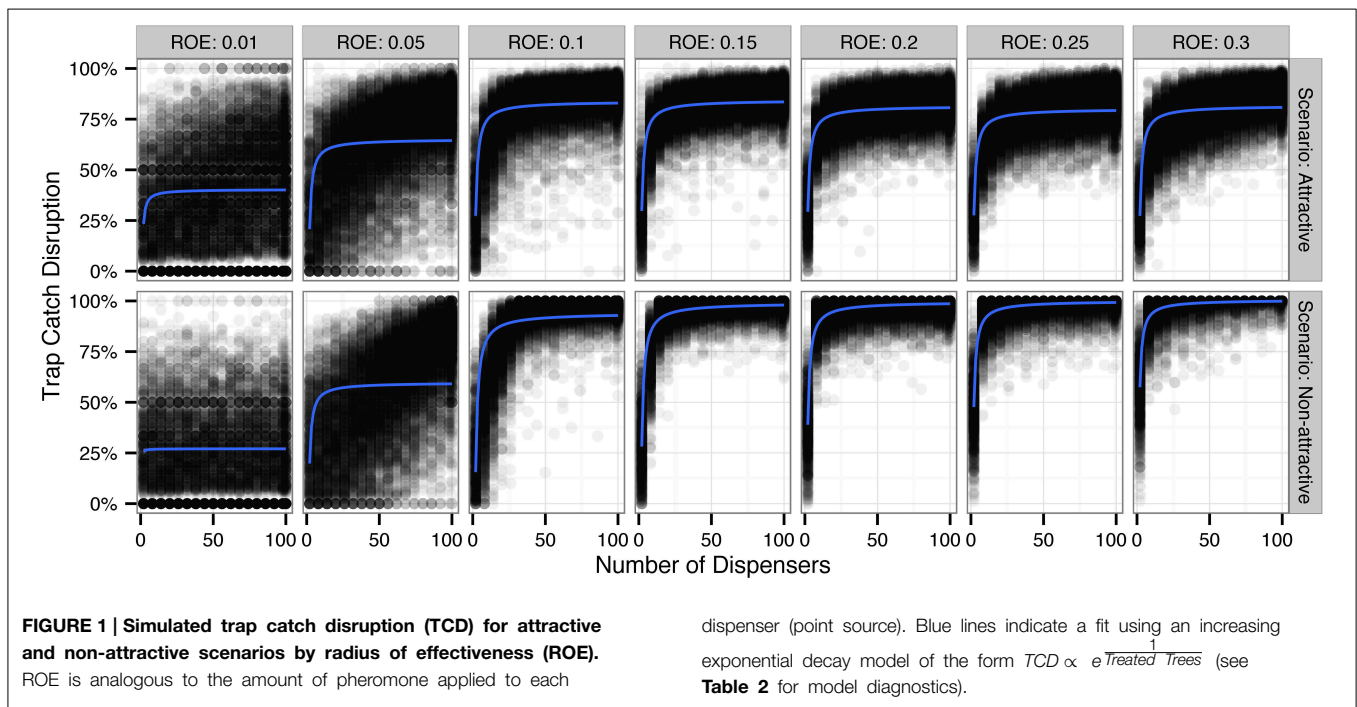 ROE: 0.01 ROE: 0.05 ROE: 0.1 ROE: 0.15 ROE: 0.2 ROE: 0.25 ROE: 0.3
Trap Catch Disruption
100%
75%
50%
25%
0%
Scenario: Attractive
100%
75%
50%
25%
0%
Scenario: Non-attractive
0 50 100 0 50 100 0 50 100 0 50 100 0 50 100 0 50 100 0 50 100
Number of Dispensers
FIGURE 1 | Simulated trap catch disruption (TCD) for attractive
and non-attractive scenarios by radius of effectiveness (ROE).
ROE is analogous to the amount of pheromone applied to each
dispenser (point source). Blue lines indicate a fit using an increasing
exponential decay model of the form TCD ∝ e^(1/Treated Trees) (see
Table 2 for model diagnostics).